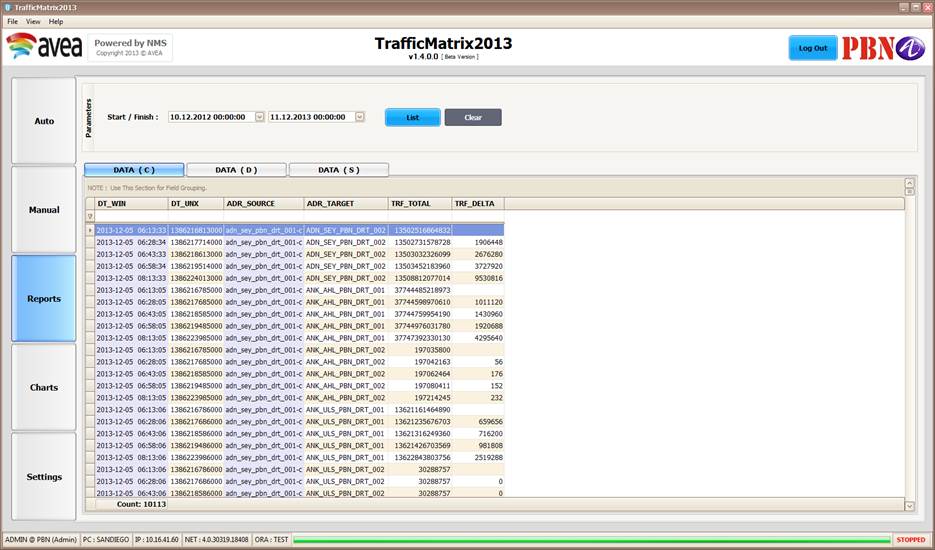 TrafficMatrix2013
File View Help
avea
Powered by NMS
Copyright 2013 © AVEA
TrafficMatrix2013
v1.4.0.0 [ Beta Version ]
Log Out
PBN
Auto
Manual
Reports
Charts
Settings
Parameters
Start / Finish : 10.12.2012 00:00:00 11.12.2013 00:00:00 List Clear
DATA ( C ) DATA ( D ) DATA ( S )
NOTE : Use This Section for Field Grouping.
DT_WIN DT_UNX ADR_SOURCE ADR_TARGET TRF_TOTAL TRF_DELTA
2013-12-05 06:13:33 1386216813000 adn_sey_pbn_drt_001-c ADN_SEY_PBN_DRT_002 13502516864832
2013-12-05 06:28:34 1386217714000 adn_sey_pbn_drt_001-c ADN_SEY_PBN_DRT_002 13502731578728 1906448
2013-12-05 06:43:33 1386218613000 adn_sey_pbn_drt_001-c ADN_SEY_PBN_DRT_002 13503032326099 2676280
2013-12-05 06:58:34 1386219514000 adn_sey_pbn_drt_001-c ADN_SEY_PBN_DRT_002 13503452183960 3727920
2013-12-05 08:13:33 1386224013000 adn_sey_pbn_drt_001-c ADN_SEY_PBN_DRT_002 13508812077014 9530816
2013-12-05 06:13:05 1386216785000 adn_sey_pbn_drt_001-c ANK_AHL_PBN_DRT_001 37744485218973
2013-12-05 06:28:05 1386217685000 adn_sey_pbn_drt_001-c ANK_AHL_PBN_DRT_001 37744598970610 1011120
2013-12-05 06:43:05 1386218585000 adn_sey_pbn_drt_001-c ANK_AHL_PBN_DRT_001 37744759954190 1430960
2013-12-05 06:58:05 1386219485000 adn_sey_pbn_drt_001-c ANK_AHL_PBN_DRT_001 37744976031780 1920688
2013-12-05 08:13:05 1386223985000 adn_sey_pbn_drt_001-c ANK_AHL_PBN_DRT_001 37747392330130 4295640
2013-12-05 06:13:05 1386216785000 adn_sey_pbn_drt_001-c ANK_AHL_PBN_DRT_002 197035800
2013-12-05 06:28:05 1386217685000 adn_sey_pbn_drt_001-c ANK_AHL_PBN_DRT_002 197042163 56
2013-12-05 06:43:05 1386218585000 adn_sey_pbn_drt_001-c ANK_AHL_PBN_DRT_002 197062464 176
2013-12-05 06:58:05 1386219485000 adn_sey_pbn_drt_001-c ANK_AHL_PBN_DRT_002 197080411 152
2013-12-05 08:13:05 1386223985000 adn_sey_pbn_drt_001-c ANK_AHL_PBN_DRT_002 197214245 232
2013-12-05 06:13:06 1386216786000 adn_sey_pbn_drt_001-c ANK_ULS_PBN_DRT_001 13621161464890
2013-12-05 06:28:06 1386217686000 adn_sey_pbn_drt_001-c ANK_ULS_PBN_DRT_001 13621235676703 659656
2013-12-05 06:43:06 1386218586000 adn_sey_pbn_drt_001-c ANK_ULS_PBN_DRT_001 13621316249360 716200
2013-12-05 06:58:06 1386219486000 adn_sey_pbn_drt_001-c ANK_ULS_PBN_DRT_001 13621426703569 981808
2013-12-05 08:13:06 1386223986000 adn_sey_pbn_drt_001-c ANK_ULS_PBN_DRT_001 13622843803756 2519288
2013-12-05 06:13:06 1386216786000 adn_sey_pbn_drt_001-c ANK_ULS_PBN_DRT_002 30288757
2013-12-05 06:28:06 1386217686000 adn_sey_pbn_drt_001-c ANK_ULS_PBN_DRT_002 30288757 0
2013-12-05 06:43:06 1386218586000 adn_sey_pbn_drt_001-c ANK_ULS_PBN_DRT_002 30288757 0
Count: 10113
ADMIN @ PBN (Admin) PC : SANDIEGO IP : 10.16.41.60 NET : 4.0.30319.18408 ORA : TEST STOPPED